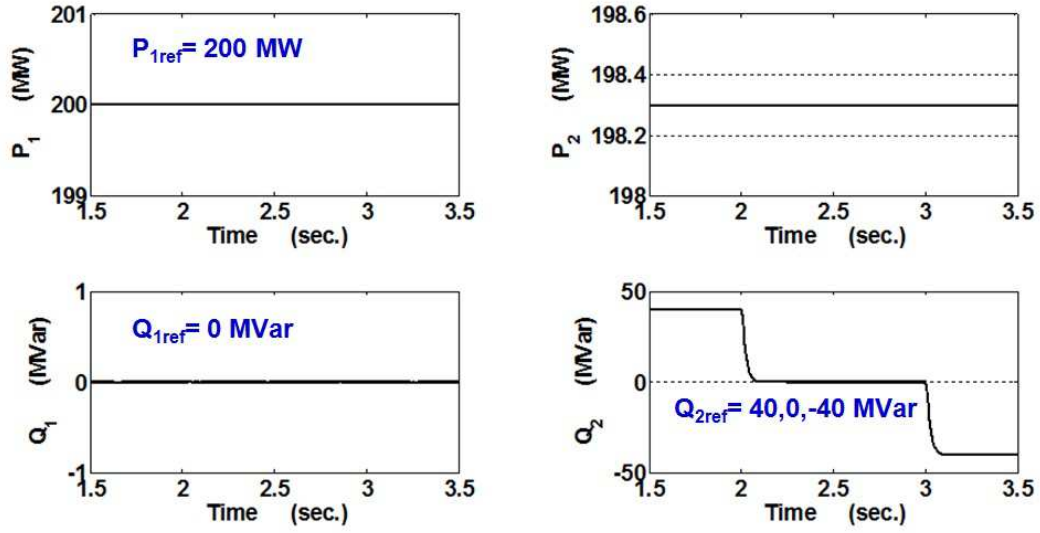 201
200
199
P1 (MW)
P1ref= 200 MW
1.5 2 2.5 3 3.5
Time (sec.)
198.6
198.4
198.2
198
P2 (MW)
1.5 2 2.5 3 3.5
Time (sec.)
1
0
-1
Q1 (MVar)
Q1ref= 0 MVar
1.5 2 2.5 3 3.5
Time (sec.)
50
0
-50
Q2 (MVar)
Q2ref= 40,0,-40 MVar
1.5 2 2.5 3 3.5
Time (sec.)